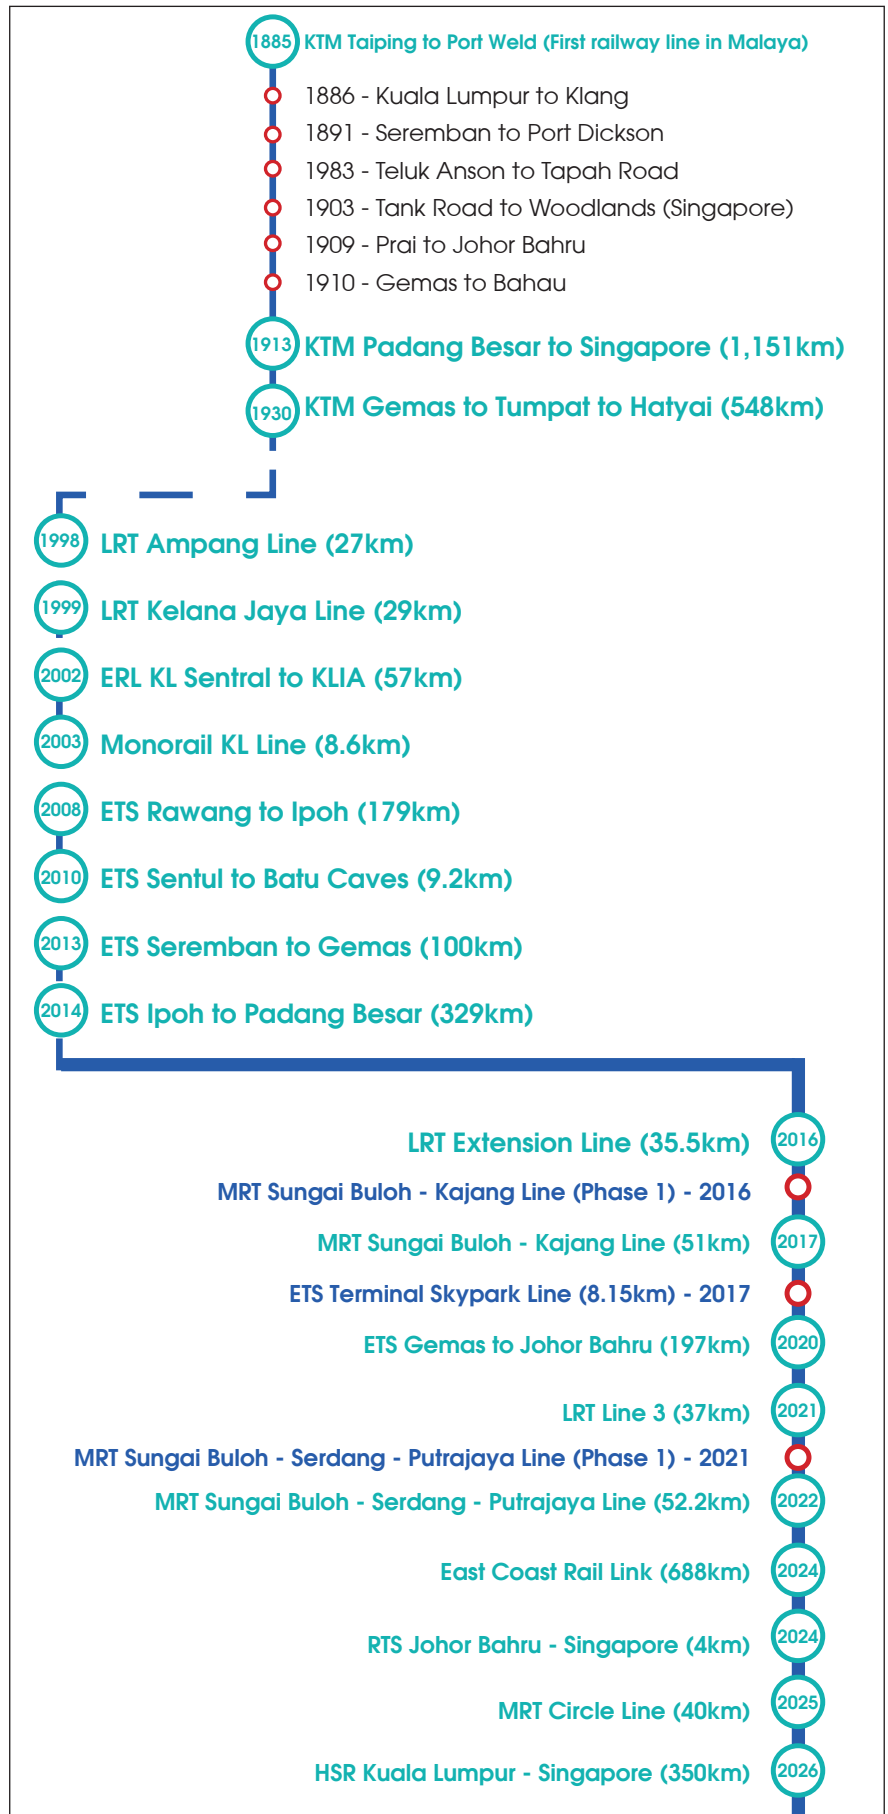 1885 KTM Taiping to Port Weld (First railway line in Malaya)
1886 - Kuala Lumpur to Klang
1891 - Seremban to Port Dickson
1983 - Teluk Anson to Tapah Road
1903 - Tank Road to Woodlands (Singapore)
1909 - Prai to Johor Bahru
1910 - Gemas to Bahau
1913 KTM Padang Besar to Singapore (1,151km)
1930 KTM Gemas to Tumpat to Hatyai (548km)
1998 LRT Ampang Line (27km)
1999 LRT Kelana Jaya Line (29km)
2002 ERL KL Sentral to KLIA (57km)
2003 Monorail KL Line (8.6km)
2008 ETS Rawang to Ipoh (179km)
2010 ETS Sentul to Batu Caves (9.2km)
2013 ETS Seremban to Gemas (100km)
2014 ETS Ipoh to Padang Besar (329km)
LRT Extension Line (35.5km) 2016
MRT Sungai Buloh - Kajang Line (Phase 1) - 2016
MRT Sungai Buloh - Kajang Line (51km) 2017
ETS Terminal Skypark Line (8.15km) - 2017
ETS Gemas to Johor Bahru (197km) 2020
LRT Line 3 (37km) 2021
MRT Sungai Buloh - Serdang - Putrajaya Line (Phase 1) - 2021
MRT Sungai Buloh - Serdang - Putrajaya Line (52.2km) 2022
East Coast Rail Link (688km) 2024
RTS Johor Bahru - Singapore (4km) 2024
MRT Circle Line (40km) 2025
HSR Kuala Lumpur - Singapore (350km) 2026